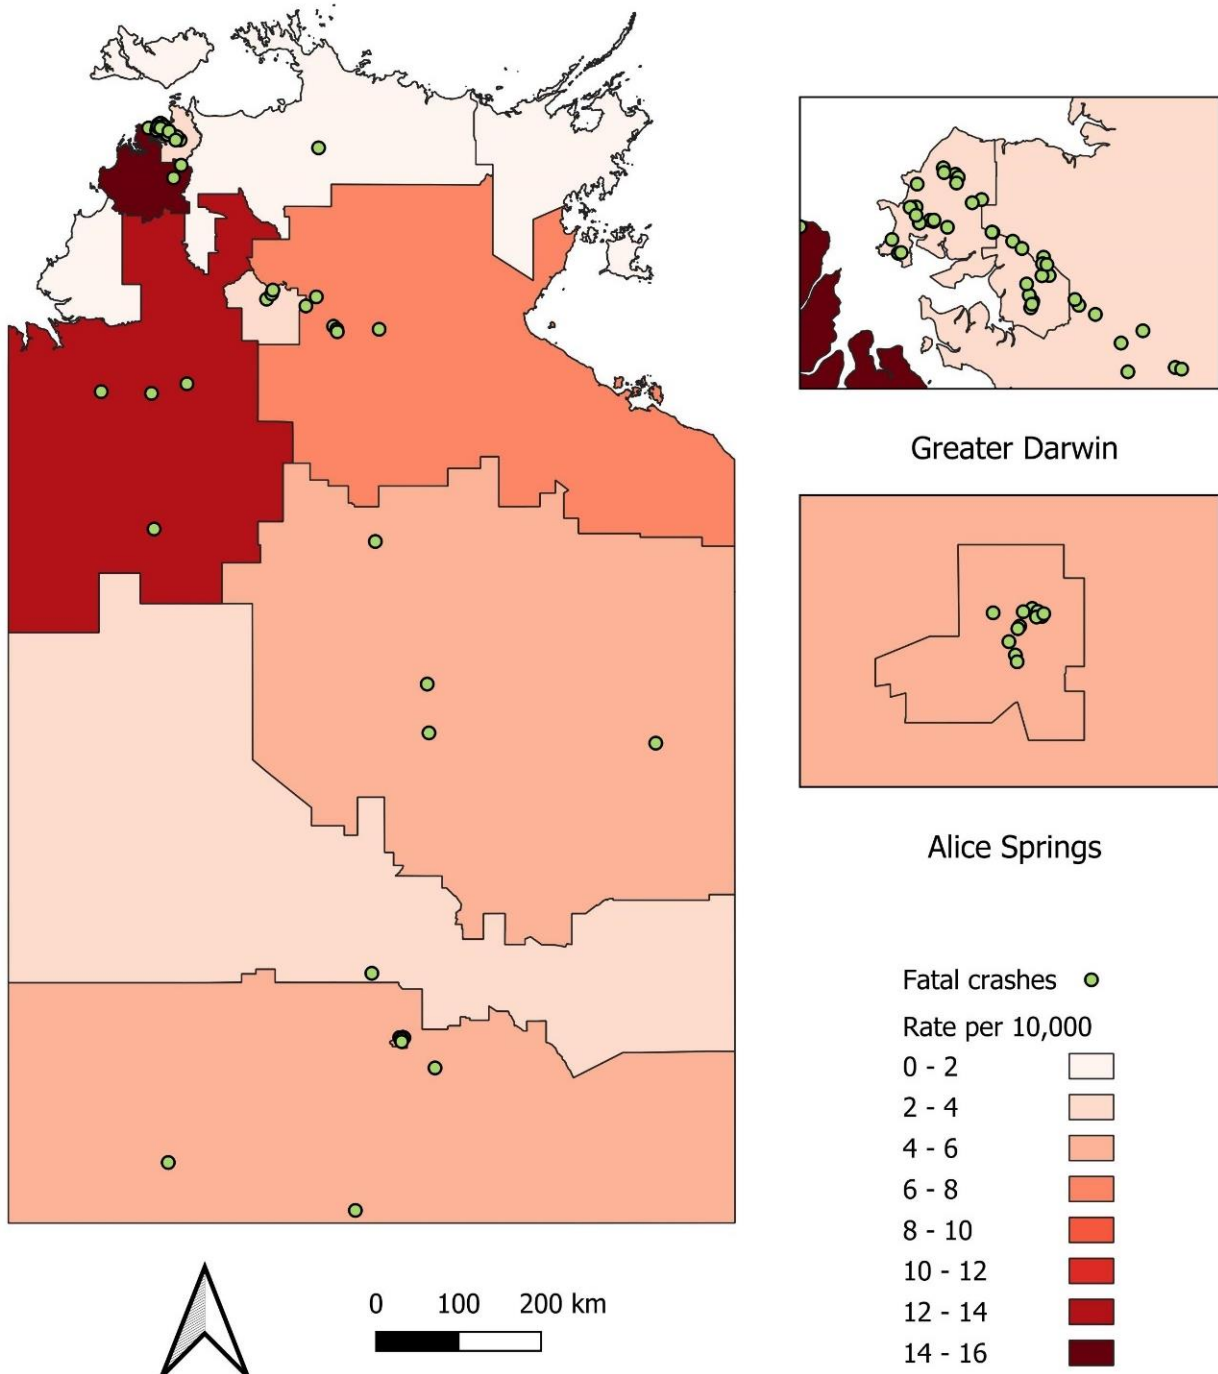 Greater Darwin
Alice Springs
Fatal crashes
Rate per 10,000
0 - 2
2 - 4
4 - 6
6 - 8
8 - 10
10 - 12
12 - 14
14 - 16
0 100 200 km